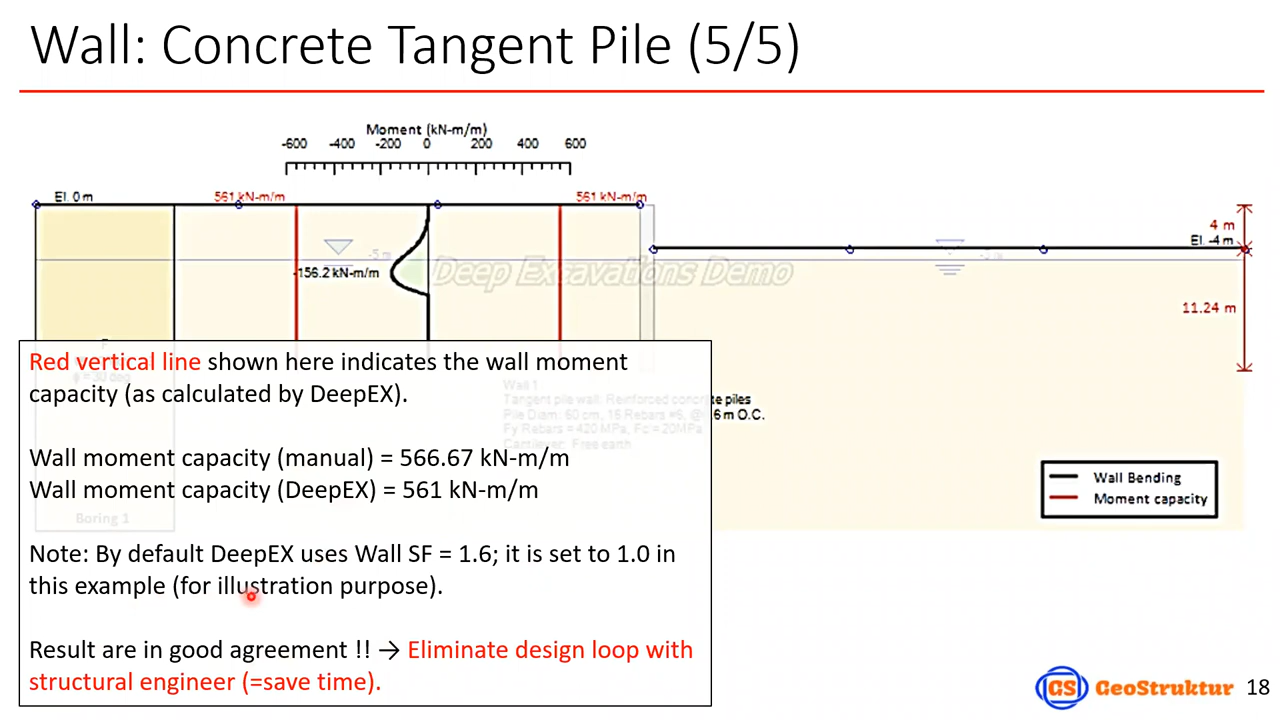 Wall: Concrete Tangent Pile (5/5)
Moment (kN-m/m)
-600 -400 -200 0 200 400 600
El. 0 m
561 kN-m/m
561 kN-m/m
4 m
El. -4 m
-5 m
-5 m
-156.2 kN-m/m
Deep Excavations Demo
11.24 m
Red vertical line shown here indicates the wall moment
capacity (as calculated by DeepEX).
Wall 1
Tangent pile wall: Reinforced concrete piles
Pile Diam: 60 cm, 15 Rebars #6, @ .6 m O.C.
Fy Rebars = 420 MPa, Fc = 20MPa
Cantilever: Free earth
Wall moment capacity (manual) = 566.67 kN-m/m
Wall moment capacity (DeepEX) = 561 kN-m/m
Boring 1
Wall Bending
Moment capacity
Note: By default DeepEX uses Wall SF = 1.6; it is set to 1.0 in
this example (for illustration purpose).
Result are in good agreement !! → Eliminate design loop with
structural engineer (=save time).
GS GeoStruktur 18